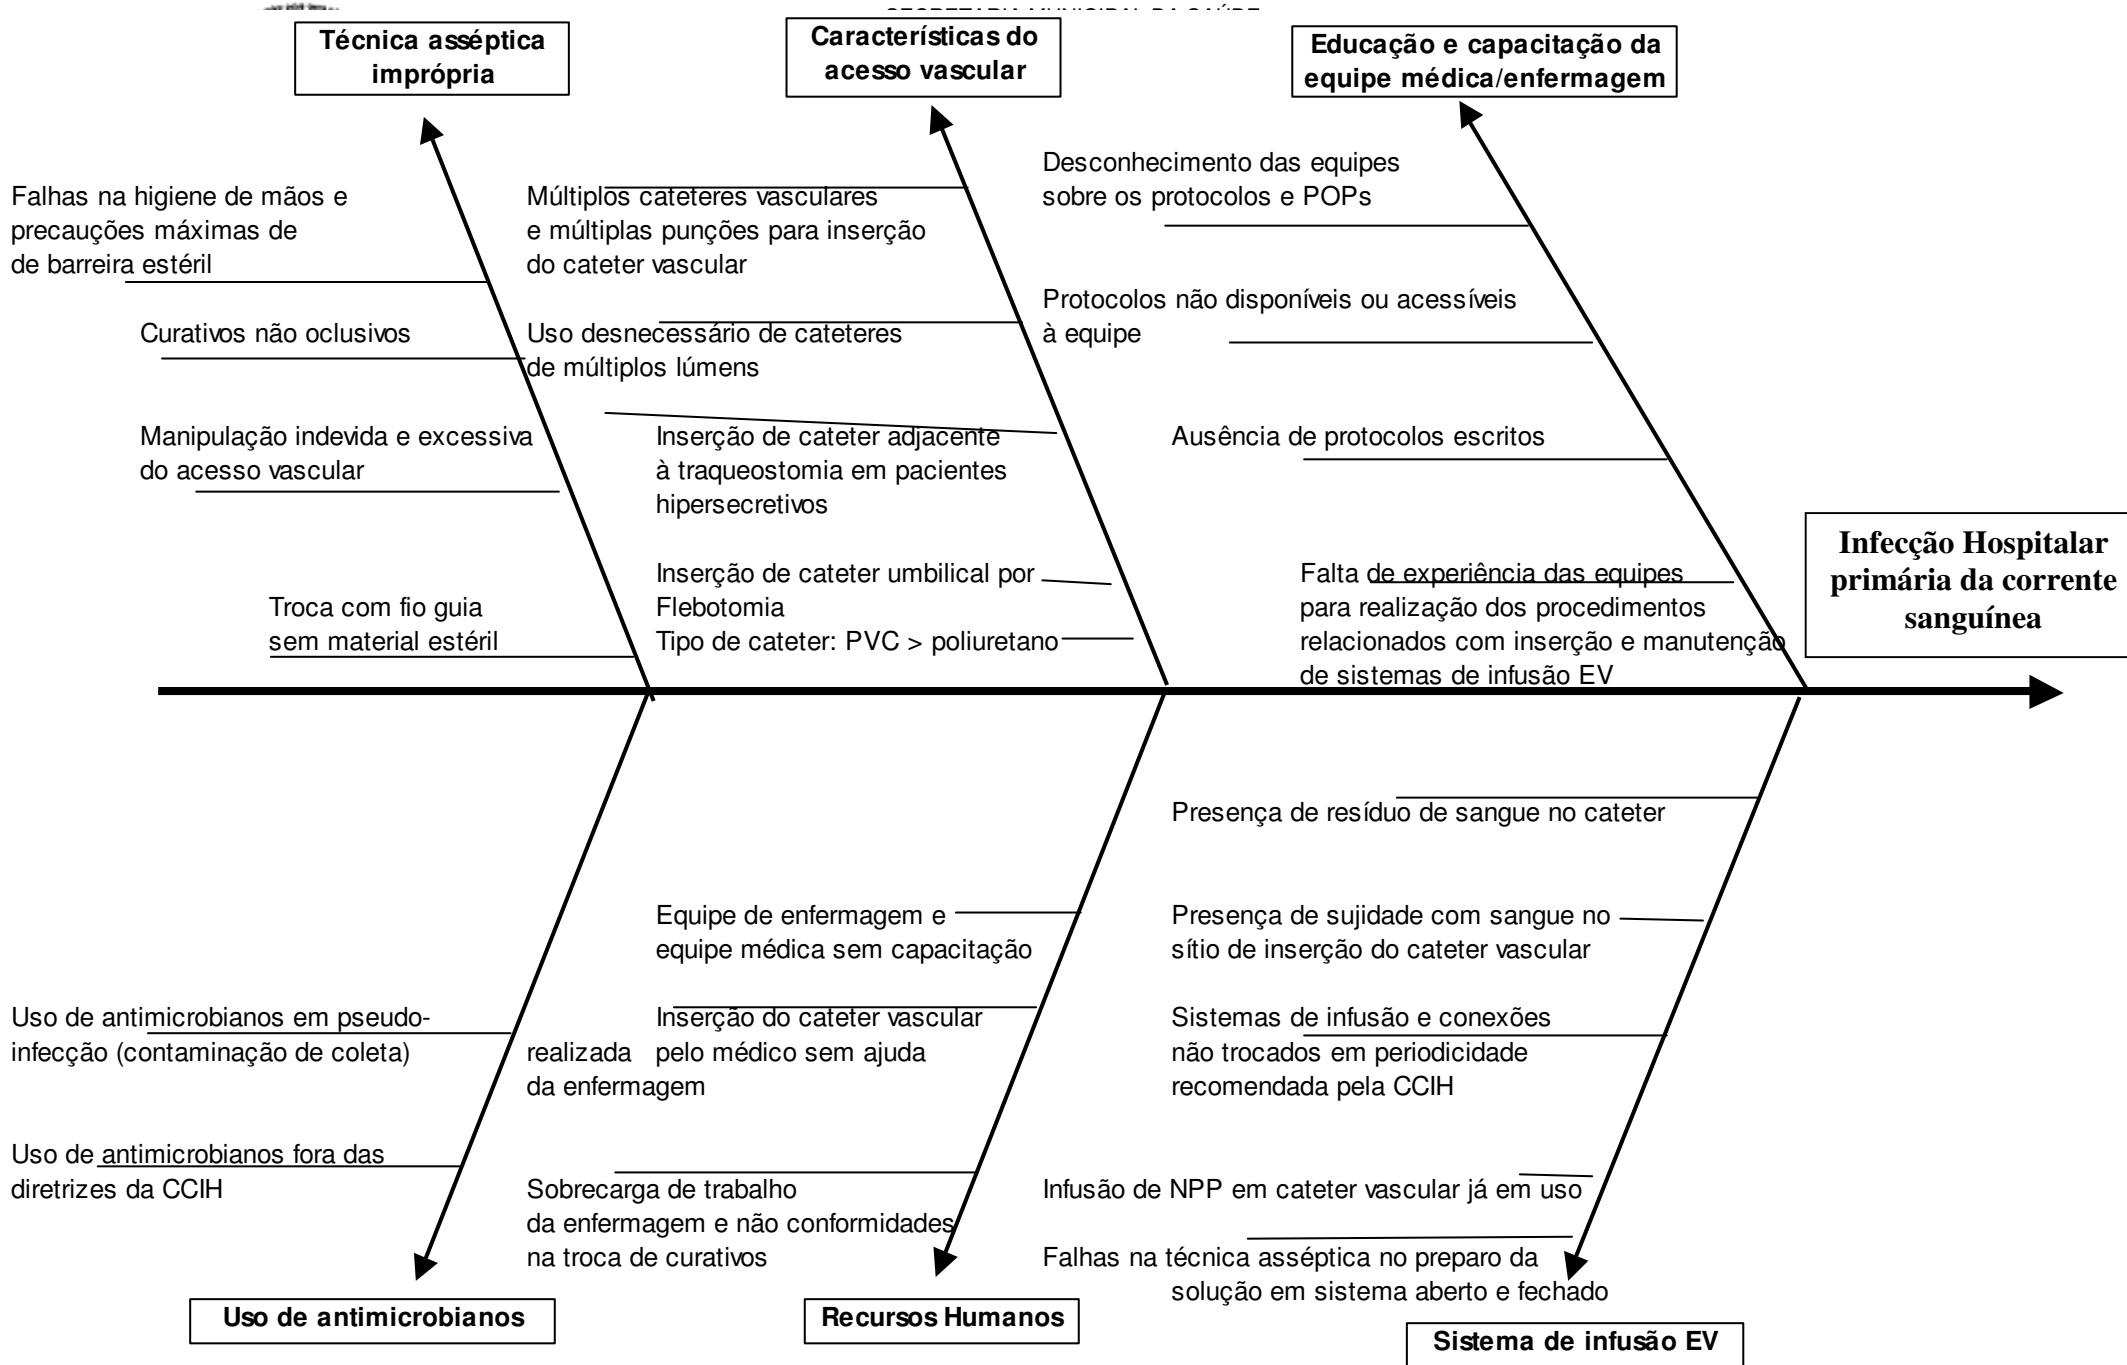 SECRETARIA MUNICIPAL DA SAÚDE
Técnica asséptica
imprópria
Características do
acesso vascular
Educação e capacitação da
equipe médica/enfermagem
Falhas na higiene de mãos e
precauções máximas de
de barreira estéril
Curativos não oclusivos
Manipulação indevida e excessiva
do acesso vascular
Troca com fio guia
sem material estéril
Múltiplos cateteres vasculares
e múltiplas punções para inserção
do cateter vascular
Uso desnecessário de cateteres
de múltiplos lúmens
Inserção de cateter adjacente
à traqueostomia em pacientes
hipersecretivos
Inserção de cateter umbilical por
Flebotomia
Tipo de cateter: PVC > poliuretano
Desconhecimento das equipes
sobre os protocolos e POPs
Protocolos não disponíveis ou acessíveis
à equipe
Ausência de protocolos escritos
Falta de experiência das equipes
para realização dos procedimentos
relacionados com inserção e manutenção
de sistemas de infusão EV
Infecção Hospitalar
primária da corrente
sanguínea
Uso de antimicrobianos em pseudo-
infecção (contaminação de coleta)
Uso de antimicrobianos fora das
diretrizes da CCIH
Equipe de enfermagem e
equipe médica sem capacitação
Inserção do cateter vascular
realizada pelo médico sem ajuda
da enfermagem
Sobrecarga de trabalho
da enfermagem e não conformidades
na troca de curativos
Presença de resíduo de sangue no cateter
Presença de sujidade com sangue no
sítio de inserção do cateter vascular
Sistemas de infusão e conexões
não trocados em periodicidade
recomendada pela CCIH
Infusão de NPP em cateter vascular já em uso
Falhas na técnica asséptica no preparo da
solução em sistema aberto e fechado
Uso de antimicrobianos
Recursos Humanos
Sistema de infusão EV